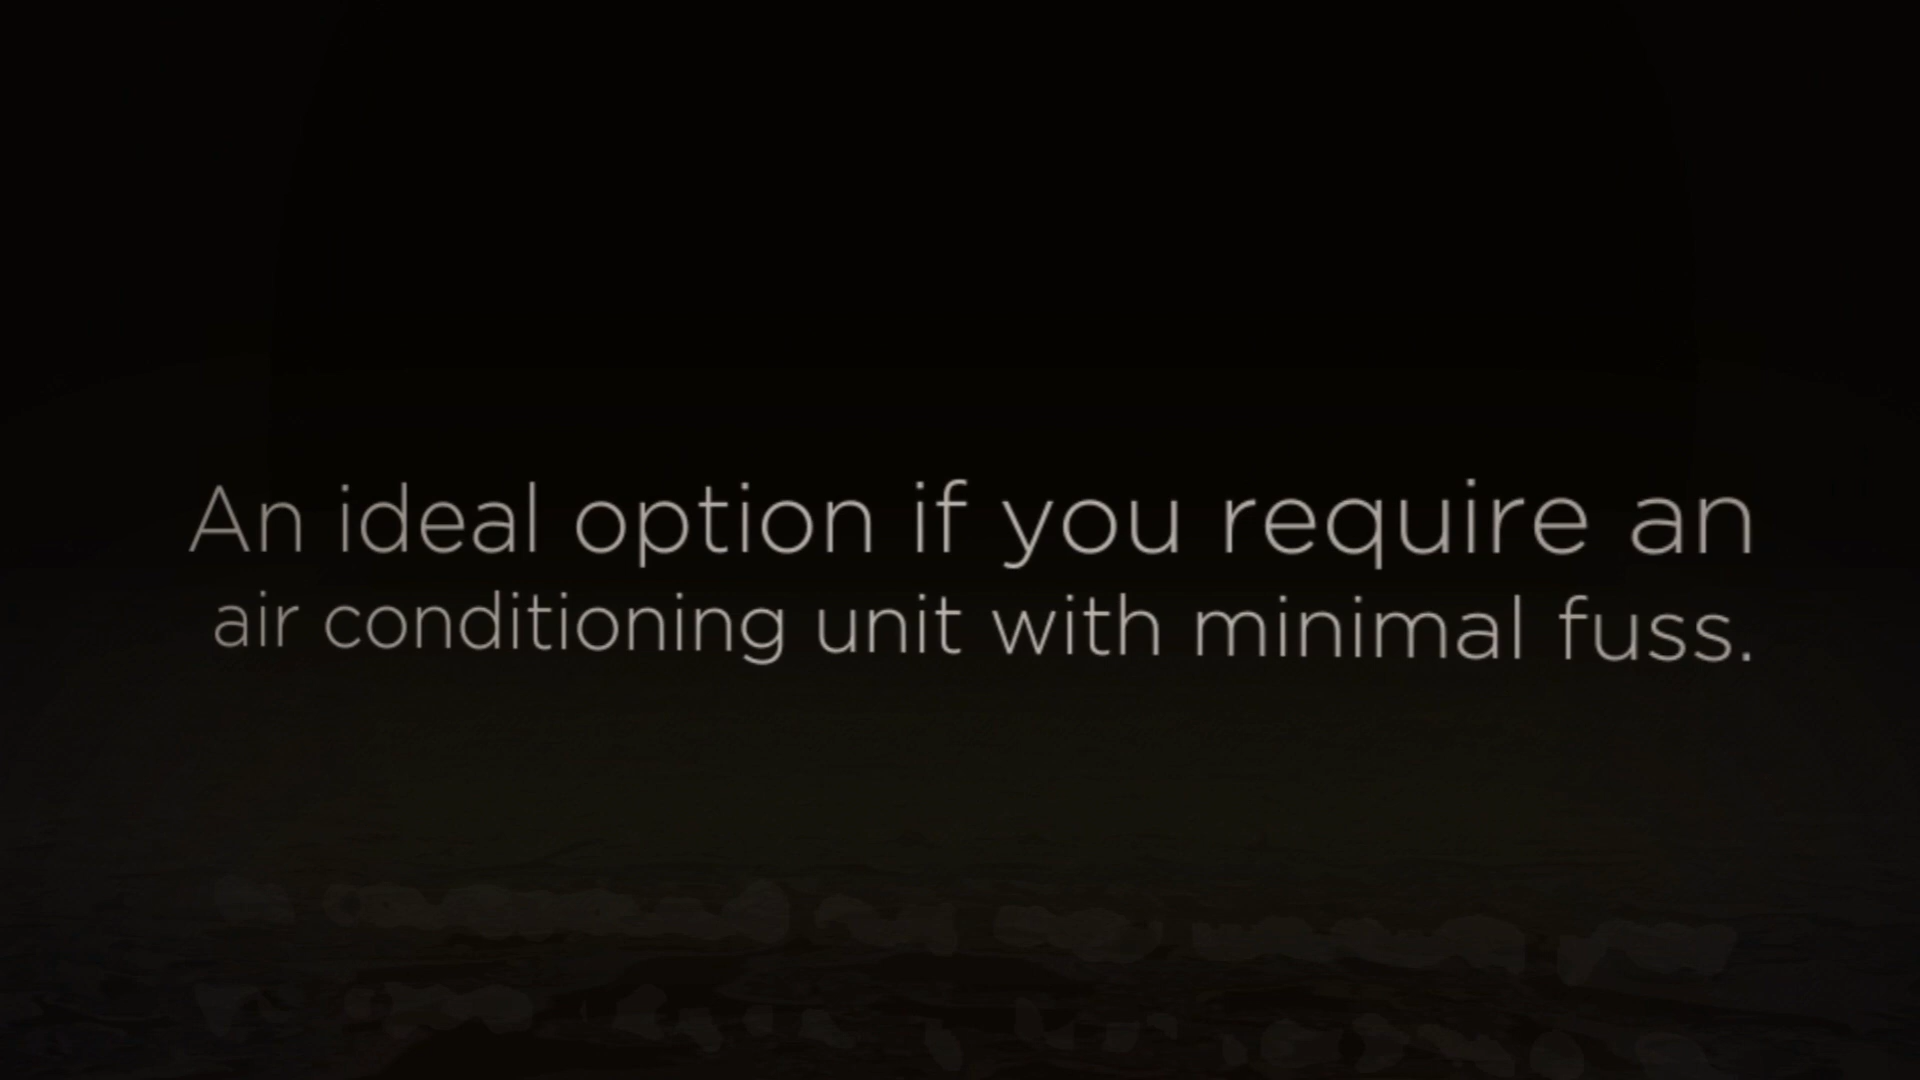 An ideal option if you require an
air conditioning unit with minimal fuss.